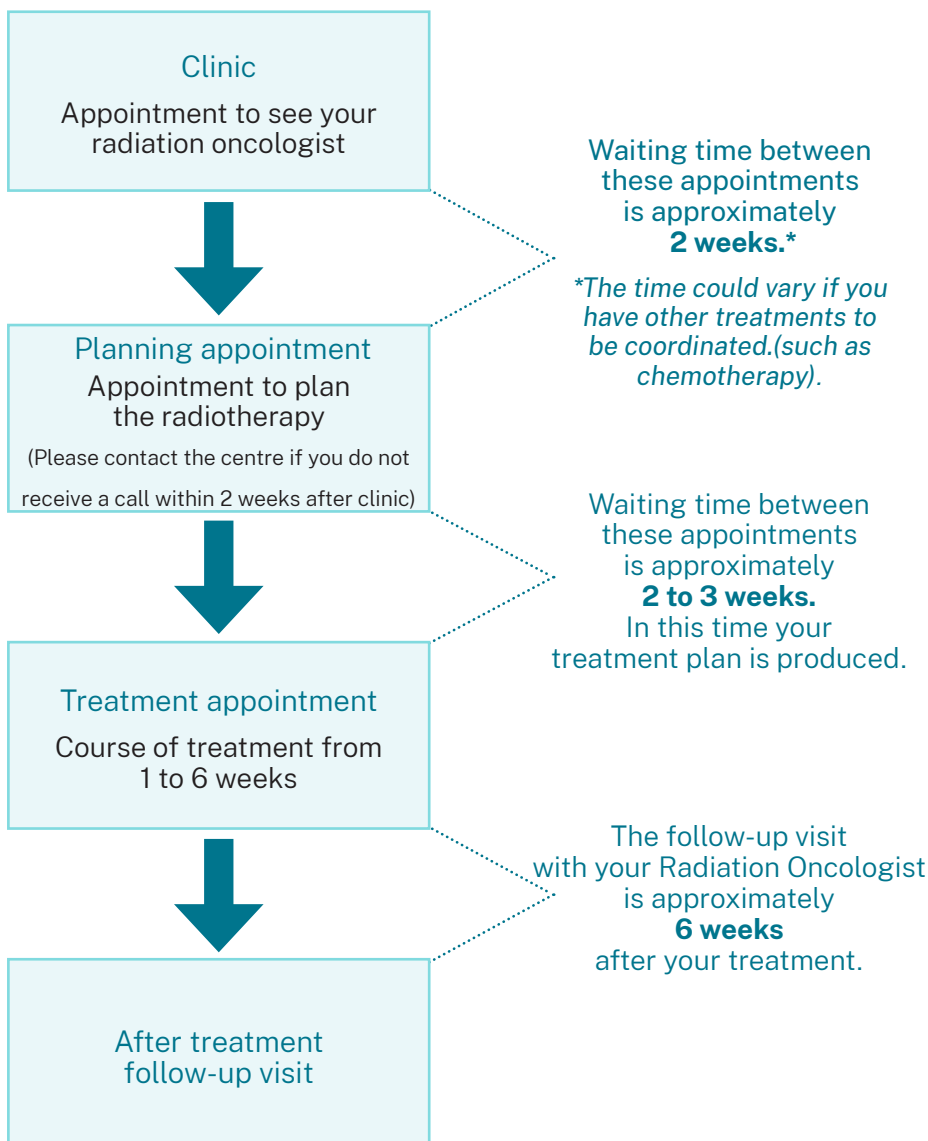 Clinic
Appointment to see your
radiation oncologist
Waiting time between
these appointments
is approximately
2 weeks.*
*The time could vary if you
have other treatments to
be coordinated.(such as
chemotherapy).
Planning appointment
Appointment to plan
the radiotherapy
(Please contact the centre if you do not
receive a call within 2 weeks after clinic)
Waiting time between
these appointments
is approximately
2 to 3 weeks.
In this time your
treatment plan is produced.
Treatment appointment
Course of treatment from
1 to 6 weeks
The follow-up visit
with your Radiation Oncologist
is approximately
6 weeks
after your treatment.
After treatment
follow-up visit